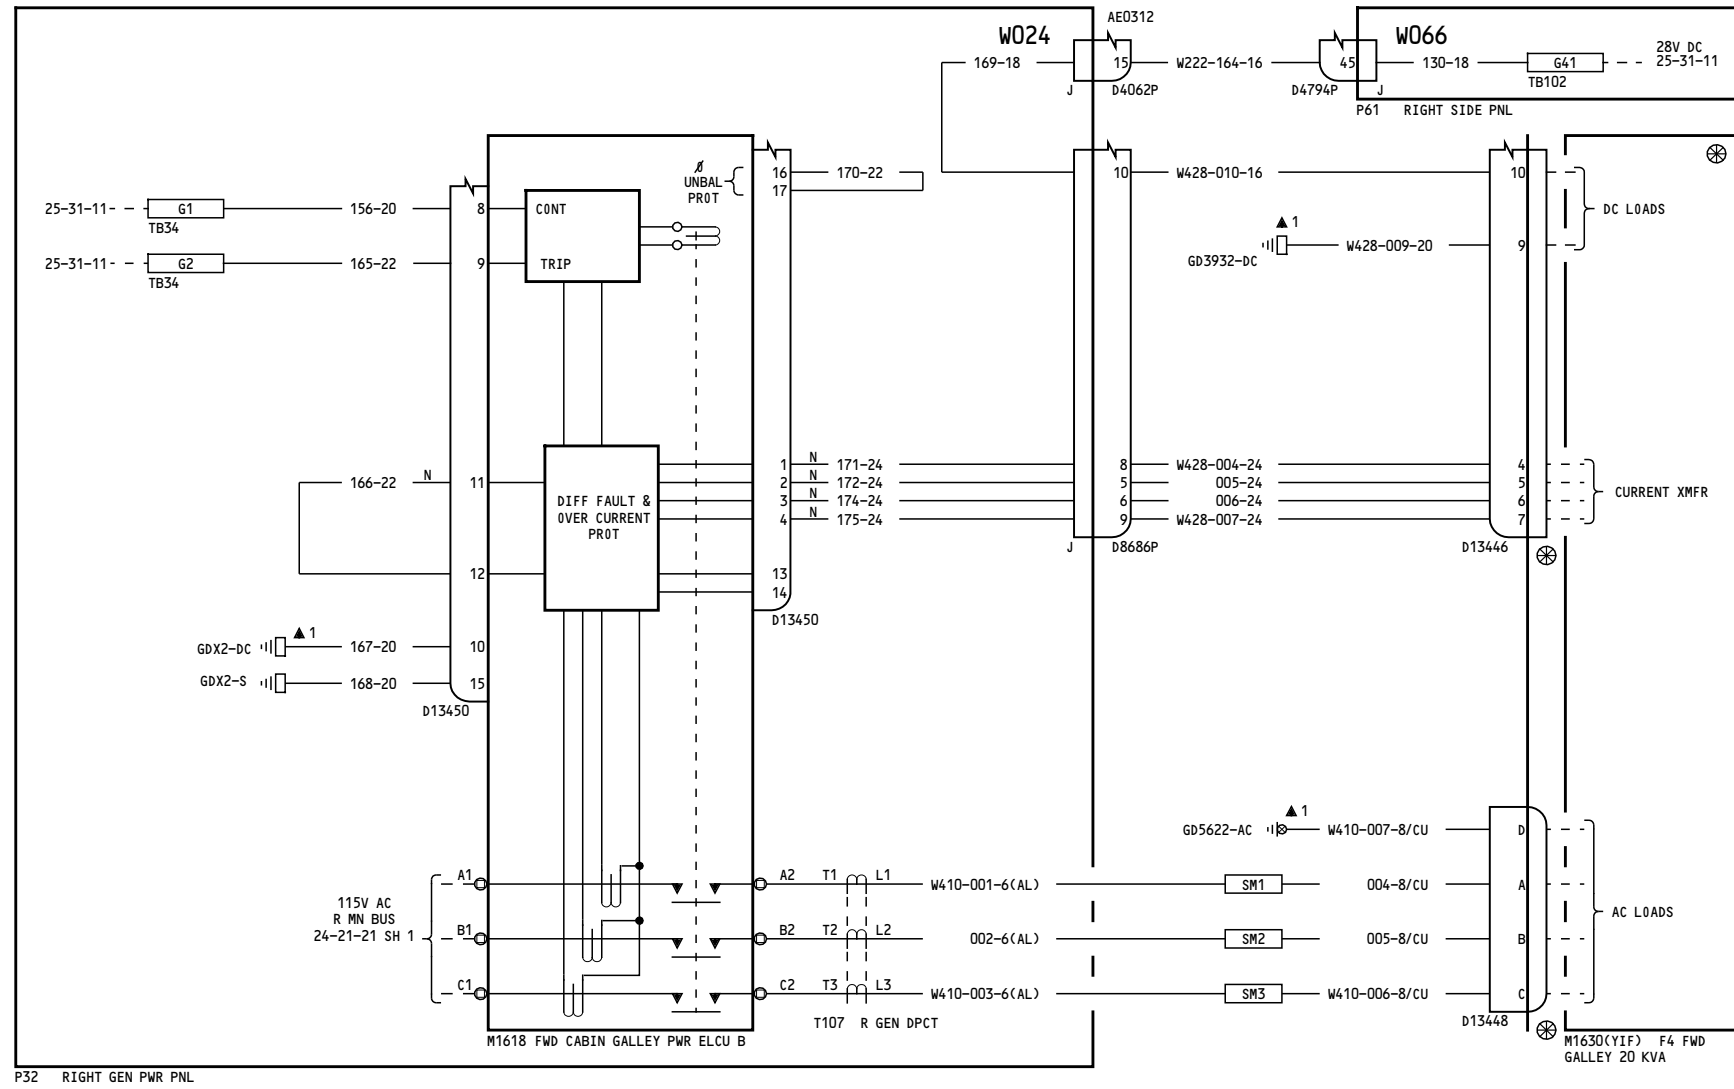 AE0312
W024
W066
169-18
15
W222-164-16
45
130-18
G41
28V DC
25-31-11
TB102
J
D4062P
D4794P
J
P61 RIGHT SIDE PNL
Ø
UNBAL
PROT
16
170-22
17
10
W428-010-16
10
DC LOADS
25-31-11
G1
TB34
156-20
8
CONT
▲ 1
GD3932-DC
W428-009-20
9
25-31-11
G2
TB34
165-22
9
TRIP
166-22
N
11
DIFF FAULT &
OVER CURRENT
PROT
1
N
171-24
8
W428-004-24
4
2
N
172-24
5
005-24
5
3
N
174-24
6
006-24
6
4
N
175-24
9
W428-007-24
7
CURRENT XMFR
J
D8686P
D13446
12
13
14
D13450
▲ 1
GDX2-DC
167-20
10
GDX2-S
168-20
15
D13450
▲ 1
GD5622-AC
W410-007-8/CU
D
115V AC
R MN BUS
24-21-21 SH 1
A1
A2
T1
L1
W410-001-6(AL)
SM1
004-8/CU
A
AC LOADS
B1
B2
T2
L2
002-6(AL)
SM2
005-8/CU
B
C1
C2
T3
L3
W410-003-6(AL)
SM3
W410-006-8/CU
C
T107 R GEN DPCT
D13448
M1618 FWD CABIN GALLEY PWR ELCU B
M1630(YIF) F4 FWD
GALLEY 20 KVA
P32 RIGHT GEN PWR PNL